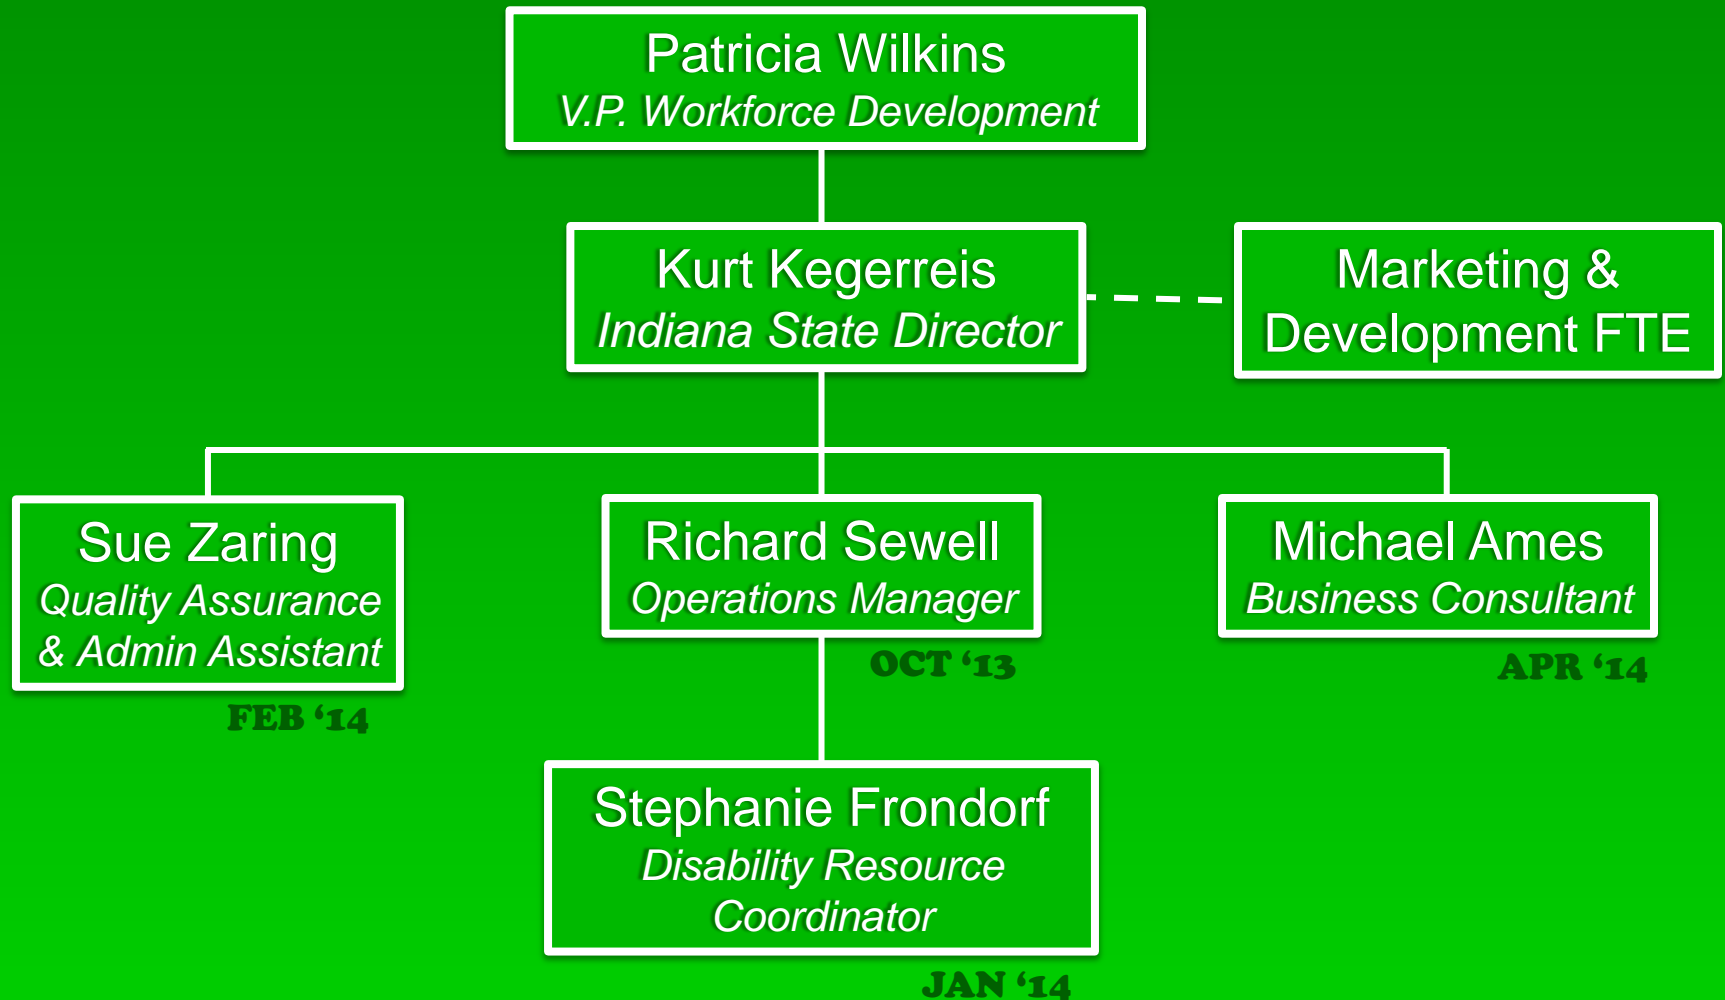 Patricia Wilkins
V.P. Workforce Development
Kurt Kegerreis
Indiana State Director
Marketing &
Development FTE
Sue Zaring
Quality Assurance
& Admin Assistant
FEB ‘14
Richard Sewell
Operations Manager
OCT ‘13
Michael Ames
Business Consultant
APR ‘14
Stephanie Frondorf
Disability Resource
Coordinator
JAN ‘14